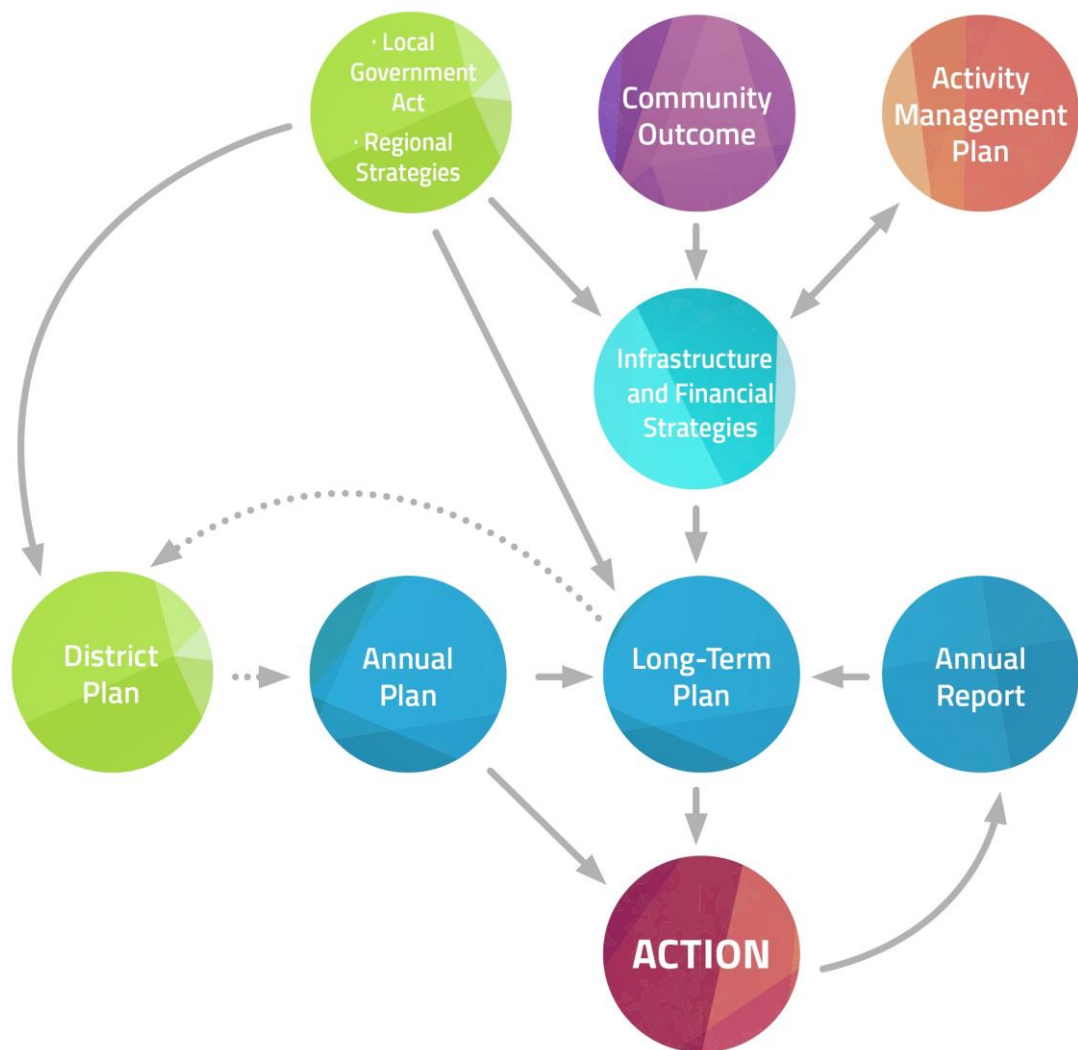 · Local
Government
Act
· Regional
Strategies
Community
Outcome
Activity
Management
Plan
Infrastructure
and Financial
Strategies
District
Plan
Annual
Plan
Long-Term
Plan
Annual
Report
ACTION